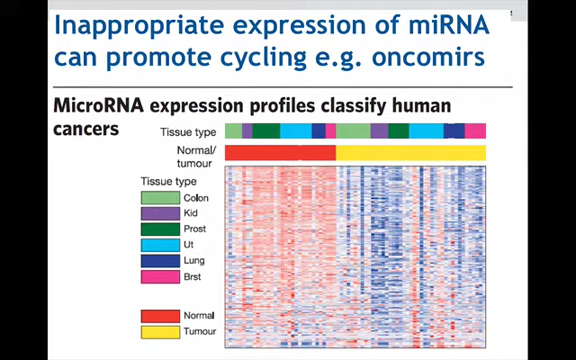 Inappropriate expression of miRNA
can promote cycling e.g. oncomirs
MicroRNA expression profiles classify human
cancers
Tissue type
Normal/
tumour
Tissue type
Colon
Kid
Prost
Ut
Lung
Brst
Normal
Tumour